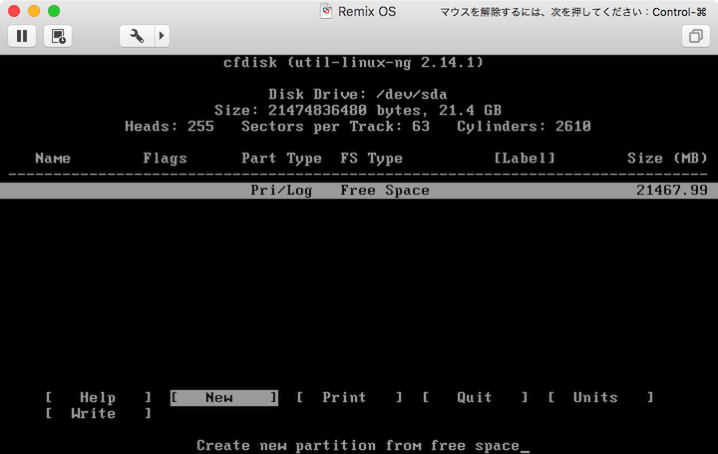 Remix OS
マウスを解除するには、次を押してください：Control-⌘
cfdisk (util-linux-ng 2.14.1)
Disk Drive: /dev/sda
Size: 21474836480 bytes, 21.4 GB
Heads: 255 Sectors per Track: 63 Cylinders: 2610
Name Flags Part Type FS Type [Label] Size (MB)
Pri/Log Free Space 21467.99
[ Help ] [ New ] [ Print ] [ Quit ] [ Units ]
[ Write ]
Create new partition from free space_